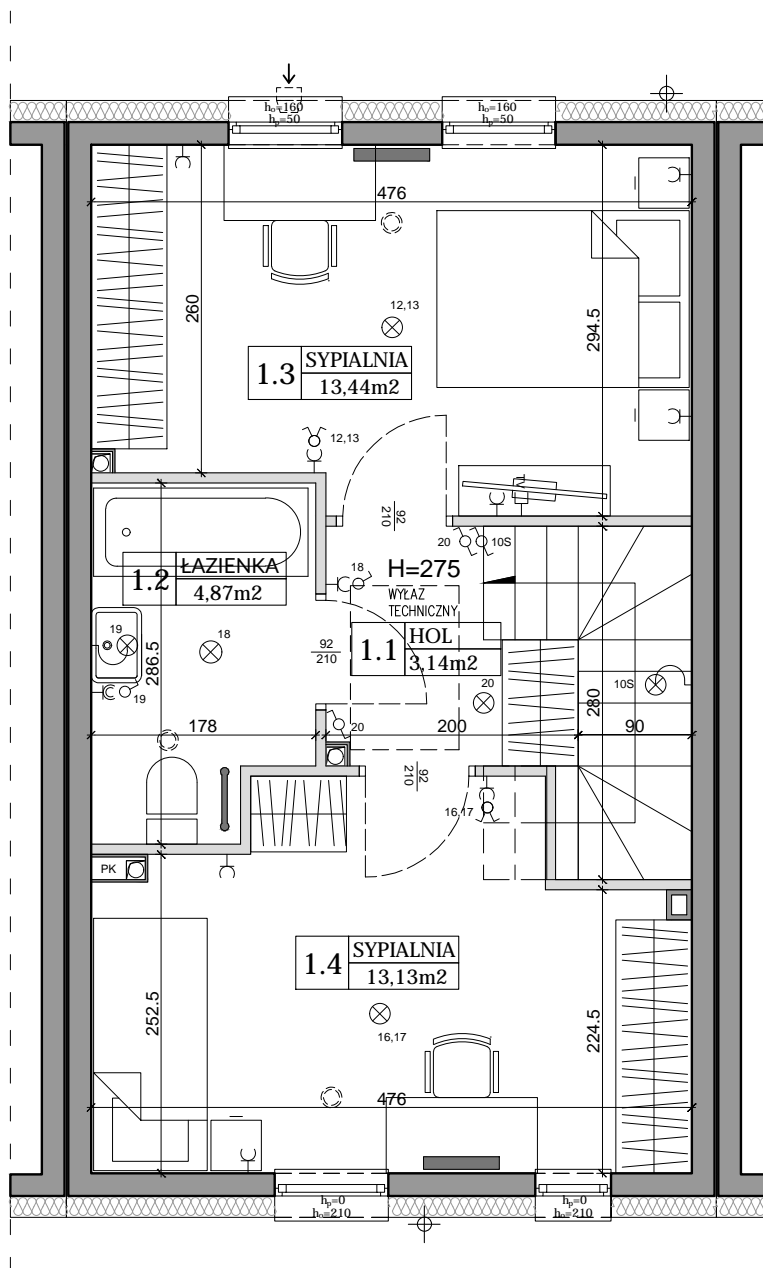 hₒ=160
hₚ=50
hₒ=160
hₚ=50
476
260
294.5
12,13
1.3
SYPIALNIA
13,44m2
12,13
92
210
20
10S
18
H=275
WYŁAZ
TECHNICZNY
1.2
ŁAZIENKA
4,87m2
286.5
19
18
92
210
1.1
HOL
3,14m2
19
20
10S
280
20
178
200
90
92
210
16,17
PK
1.4
SYPIALNIA
13,13m2
252.5
224.5
16,17
476
hₚ=0
hₒ=210
hₚ=0
hₒ=210